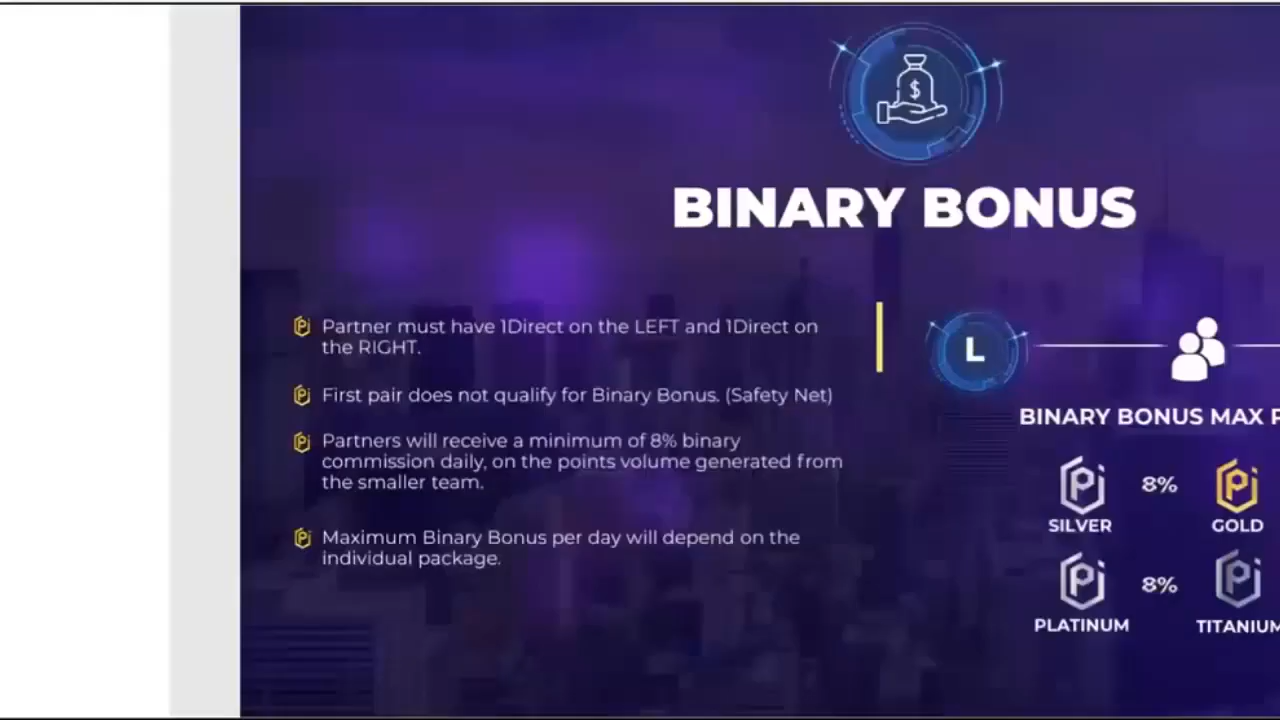 BINARY BONUS
Partner must have 1Direct on the LEFT and 1Direct on
the RIGHT.
First pair does not qualify for Binary Bonus. (Safety Net)
Partners will receive a minimum of 8% binary
commission daily, on the points volume generated from
the smaller team.
Maximum Binary Bonus per day will depend on the
individual package.
L
BINARY BONUS MAX P
8%
SILVER
GOLD
8%
PLATINUM
TITANIUM